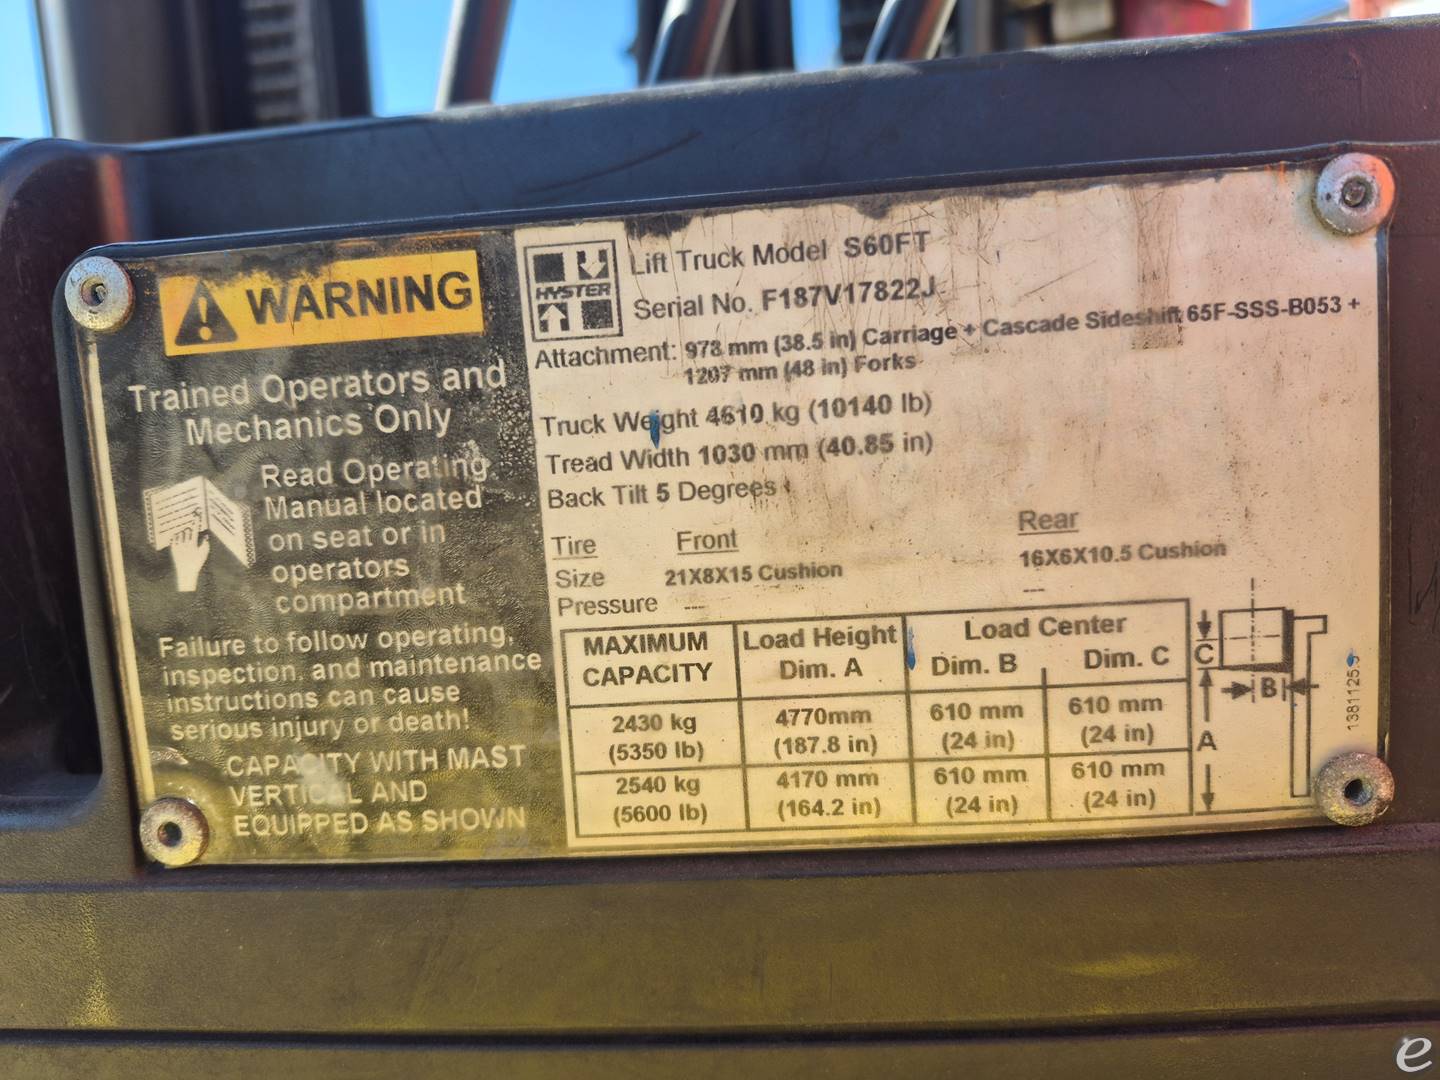 WARNING
Trained Operators and
Mechanics Only
Read Operating
Manual located
on seat or in
operators
compartment
Failure to follow operating,
inspection, and maintenance
instructions can cause
serious injury or death!
CAPACITY WITH MAST
VERTICAL AND
EQUIPPED AS SHOWN
HYSTER
Lift Truck Model S60FT
Serial No. F187V17822J
Attachment: 978 mm (38.5 in) Carriage + Cascade Sideshift 65F-SSS-B053 +
1207 mm (48 in) Forks
Truck Weight 4610 kg (10140 lb)
Tread Width 1030 mm (40.85 in)
Back Tilt 5 Degrees
Tire Front Rear
Size 21X8X15 Cushion 16X6X10.5 Cushion
Pressure --- ---
MAXIMUM CAPACITY Load Height Dim. A Load Center Dim. B Dim. C
2430 kg (5350 lb) 4770mm (187.8 in) 610 mm (24 in) 610 mm (24 in)
2540 kg (5600 lb) 4170 mm (164.2 in) 610 mm (24 in) 610 mm (24 in)
C
B
A
e